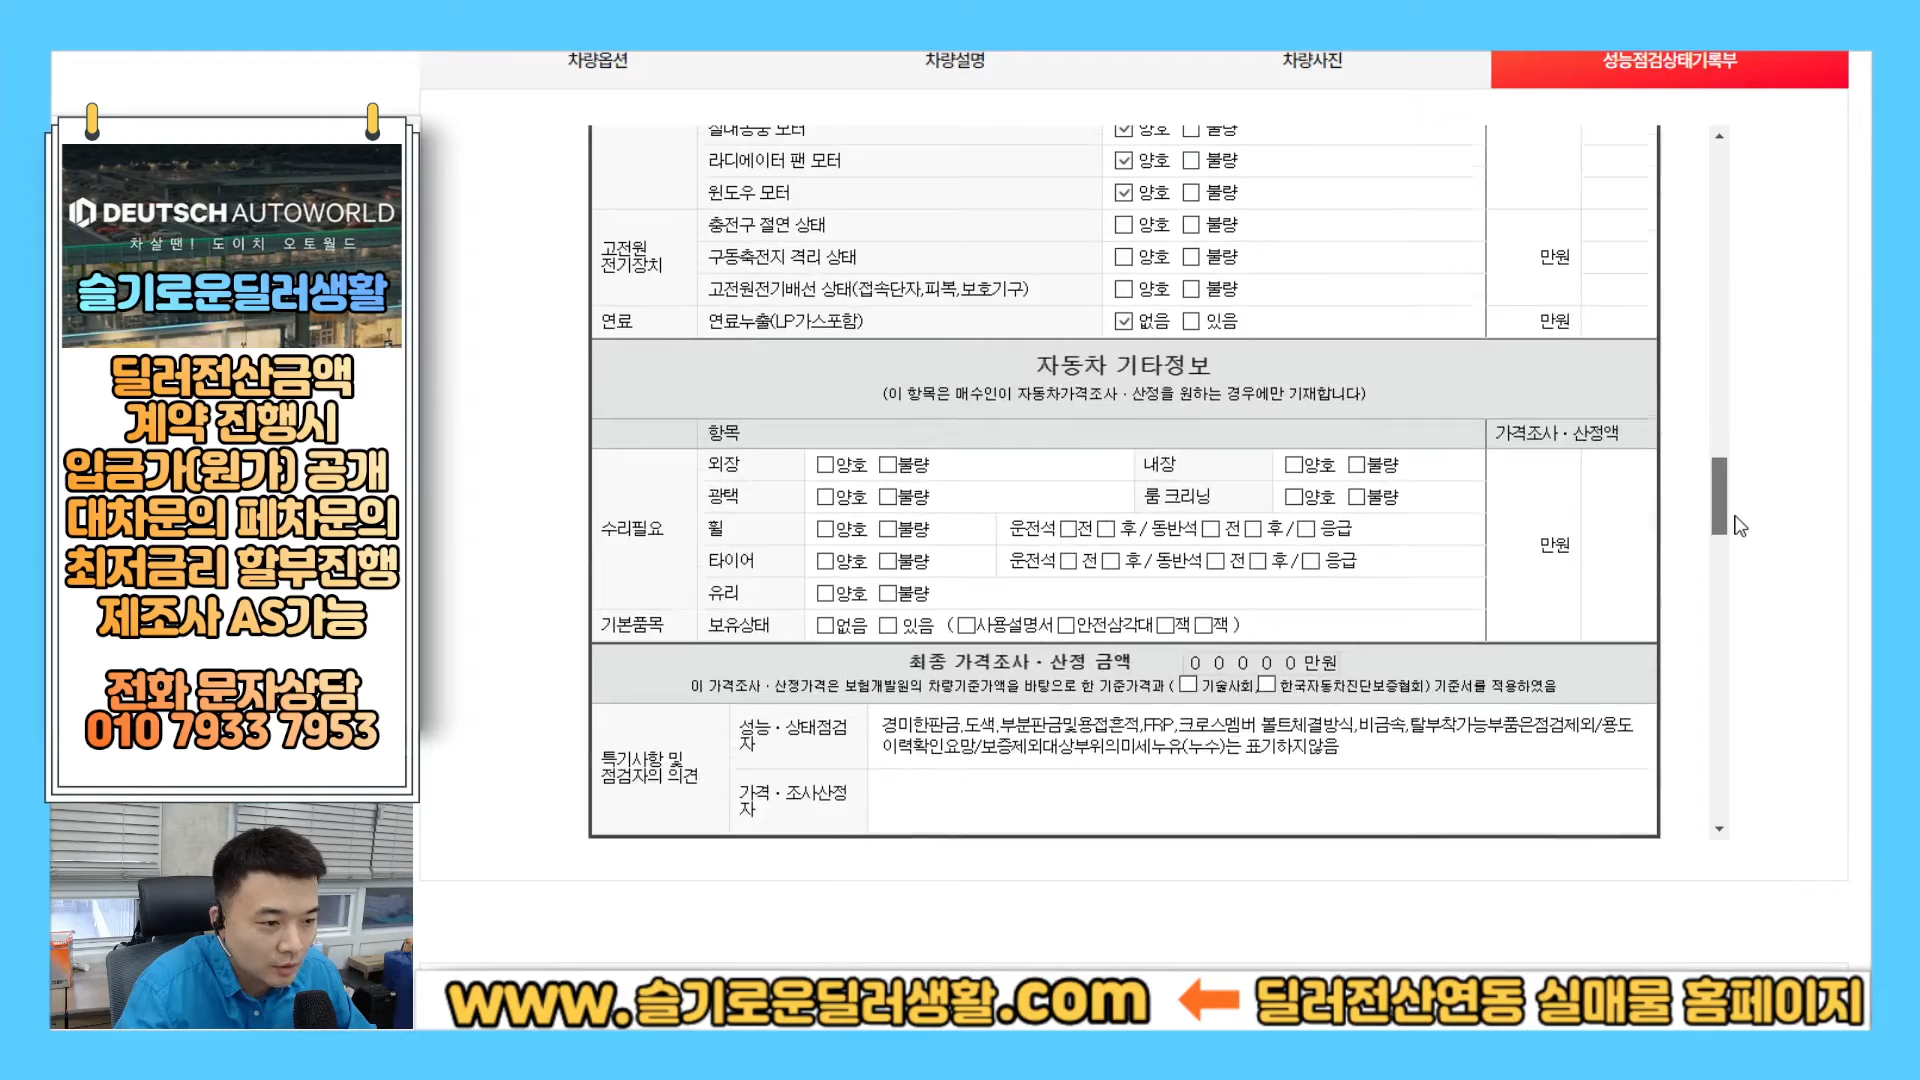 차량옵션 차량설명 차량사진 성능점검상태기록부
DEUTSCH AUTOWORLD
차살땐! 도이치 오토월드
슬기로운딜러생활
딜러전산금액
계약 진행시
입금가(원가) 공개
대차문의 폐차문의
최저금리 할부진행
제조사 AS가능
전화 문자상담
010 7933 7953
실내송풍 모터 양호 불량
라디에이터 팬 모터 양호 불량
윈도우 모터 양호 불량
고전원
전기장치
충전구 절연 상태 양호 불량
구동축전지 격리 상태 양호 불량 만원
고전원전기배선 상태(접속단자,피복,보호기구) 양호 불량
연료 연료누출(LP가스포함) 없음 있음 만원
자동차 기타정보
(이 항목은 매수인이 자동차가격조사·산정을 원하는 경우에만 기재합니다)
항목 가격조사·산정액
수리필요
외장 양호 불량 내장 양호 불량
광택 양호 불량 룸 크리닝 양호 불량
휠 양호 불량 운전석 전 후 / 동반석 전 후 / 응급
만원
타이어 양호 불량 운전석 전 후 / 동반석 전 후 / 응급
유리 양호 불량
기본품목 보유상태 없음 있음 ( 사용설명서 안전삼각대 잭 잭 )
최종 가격조사·산정 금액 0 0 0 0 0 만원
이 가격조사·산정가격은 보험개발원의 차량기준가액을 바탕으로 한 기준가격과 ( 기술사회, 한국자동차진단보증협회) 기준서를 적용하였음
특기사항 및
점검자의 의견
성능·상태점검
자
경미한판금,도색,부분판금및용접흔적,FRP,크로스멤버 볼트체결방식,비금속,탈부착가능부품은점검제외/용도
이력확인요망/보증제외대상부위의미세누유(누수)는 표기하지않음
가격·조사산정
자
www.슬기로운딜러생활.com 딜러전산연동 실매물 홈페이지